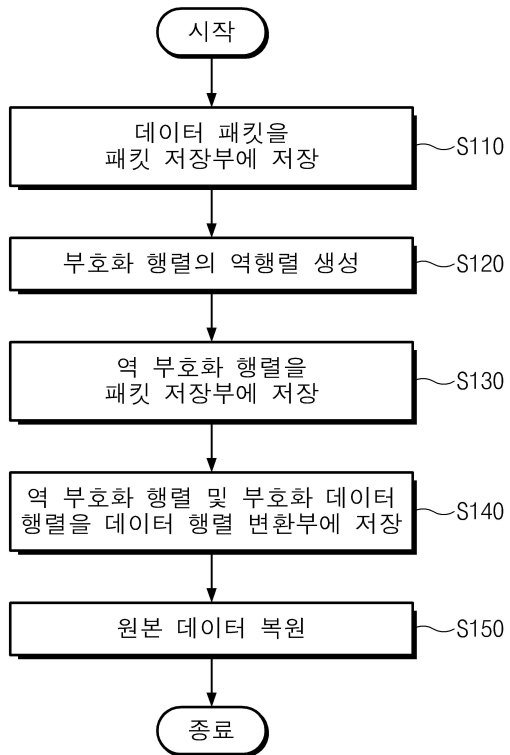 시작
데이터 패킷을
패킷 저장부에 저장
S110
부호화 행렬의 역행렬 생성
S120
역 부호화 행렬을
패킷 저장부에 저장
S130
역 부호화 행렬 및 부호화 데이터
행렬을 데이터 행렬 변환부에 저장
S140
원본 데이터 복원
S150
종료